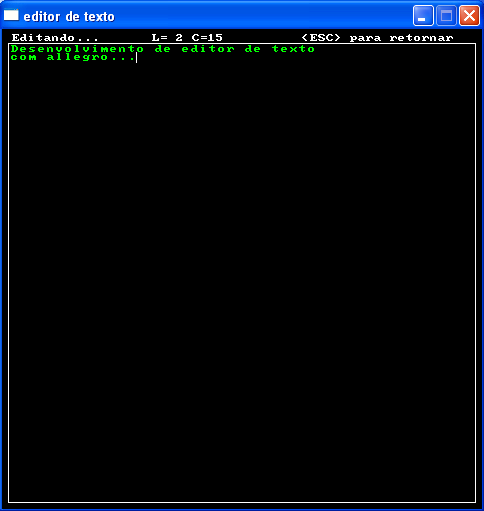 editor de texto
Editando... L= 2 C=15 <ESC> para retornar
Desenvolvimento de editor de texto
com allegro...